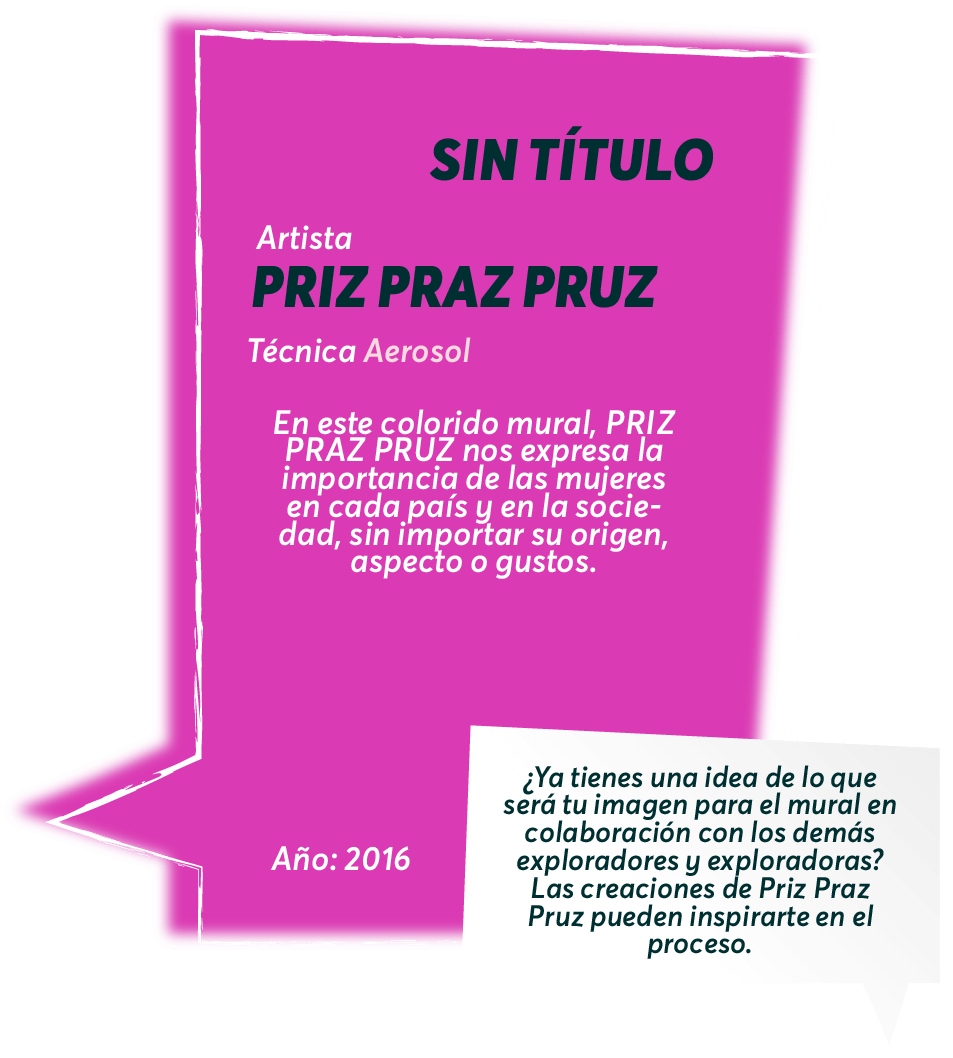 SIN TÍTULO
Artista
PRIZ PRAZ PRUZ
Técnica Aerosol
En este colorido mural, PRIZ
PRAZ PRUZ nos expresa la
importancia de las mujeres
en cada país y en la socie-
dad, sin importar su origen,
aspecto o gustos.
Año: 2016
¿Ya tienes una idea de lo que
será tu imagen para el mural en
colaboración con los demás
exploradores y exploradoras?
Las creaciones de Priz Praz
Pruz pueden inspirarte en el
proceso.